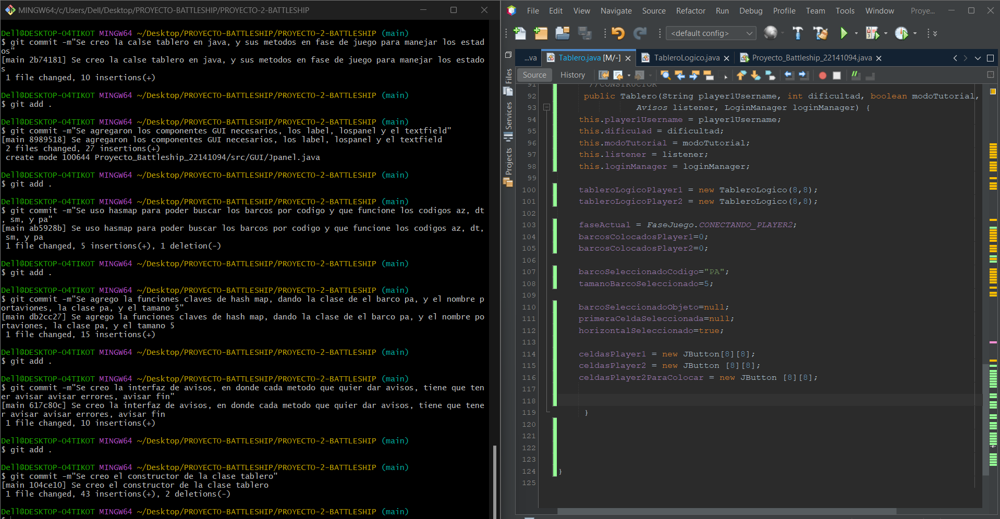 MINGW64:/c/Users/Dell/Desktop/PROYECTO-BATTLESHIP/PROYECTO-2-BATTLESHIP
Dell@DESKTOP-O4TIKOT MINGW64 ~/Desktop/PROYECTO-BATTLESHIP/PROYECTO-2-BATTLESHIP (main)
$ git commit -m"Se creo la calse tablero en java, y sus metodos en fase de juego para manejar los estad
os"
[main 2b74181] Se creo la calse tablero en java, y sus metodos en fase de juego para manejar los estado
s
1 file changed, 10 insertions(+)
Dell@DESKTOP-O4TIKOT MINGW64 ~/Desktop/PROYECTO-BATTLESHIP/PROYECTO-2-BATTLESHIP (main)
$ git add .
Dell@DESKTOP-O4TIKOT MINGW64 ~/Desktop/PROYECTO-BATTLESHIP/PROYECTO-2-BATTLESHIP (main)
$ git commit -m"Se agregaron los componentes GUI necesarios, los label, lospanel y el textfield"
[main 8989518] Se agregaron los componentes GUI necesarios, los label, lospanel y el textfield
2 files changed, 27 insertions(+)
create mode 100644 Proyecto_Battleship_22141094/src/GUI/Jpanel.java
Dell@DESKTOP-O4TIKOT MINGW64 ~/Desktop/PROYECTO-BATTLESHIP/PROYECTO-2-BATTLESHIP (main)
$ git add .
Dell@DESKTOP-O4TIKOT MINGW64 ~/Desktop/PROYECTO-BATTLESHIP/PROYECTO-2-BATTLESHIP (main)
$ git commit -m"Se uso hasmap para poder buscar los barcos por codigo y que funcione los codigos az, dt
, sm, y pa"
[main ab5928b] Se uso hasmap para poder buscar los barcos por codigo y que funcione los codigos az, dt,
sm, y pa
1 file changed, 5 insertions(+), 1 deletion(-)
Dell@DESKTOP-O4TIKOT MINGW64 ~/Desktop/PROYECTO-BATTLESHIP/PROYECTO-2-BATTLESHIP (main)
$ git add .
Dell@DESKTOP-O4TIKOT MINGW64 ~/Desktop/PROYECTO-BATTLESHIP/PROYECTO-2-BATTLESHIP (main)
$ git commit -m"Se agrego la funciones claves de hash map, dando la clase de el barco pa, y el nombre p
ortaviones, la clase pa, y el tamano 5"
[main db2cc27] Se agrego la funciones claves de hash map, dando la clase de el barco pa, y el nombre po
rtaviones, la clase pa, y el tamano 5
1 file changed, 15 insertions(+)
Dell@DESKTOP-O4TIKOT MINGW64 ~/Desktop/PROYECTO-BATTLESHIP/PROYECTO-2-BATTLESHIP (main)
$ git add .
Dell@DESKTOP-O4TIKOT MINGW64 ~/Desktop/PROYECTO-BATTLESHIP/PROYECTO-2-BATTLESHIP (main)
$ git commit -m"Se creo la interfaz de avisos, en donde cada metodo que quier dar avisos, tiene que ten
er avisar avisar errores, avisar fin"
[main 617c80c] Se creo la interfaz de avisos, en donde cada metodo que quier dar avisos, tiene que tene
r avisar avisar errores, avisar fin
1 file changed, 10 insertions(+)
Dell@DESKTOP-O4TIKOT MINGW64 ~/Desktop/PROYECTO-BATTLESHIP/PROYECTO-2-BATTLESHIP (main)
$ git add .
Dell@DESKTOP-O4TIKOT MINGW64 ~/Desktop/PROYECTO-BATTLESHIP/PROYECTO-2-BATTLESHIP (main)
$ git commit -m"Se creo el constructor de la clase tablero"
[main 104ce10] Se creo el constructor de la clase tablero
1 file changed, 43 insertions(+), 2 deletions(-)
Dell@DESKTOP-O4TIKOT MINGW64 ~/Desktop/PROYECTO-BATTLESHIP/PROYECTO-2-BATTLESHIP (main)
$
File Edit View Navigate Source Refactor Run Debug Profile Team Tools Window Proye...
<default config>
...va Tablero.java [M/-] TableroLogico.java Proyecto_Battleship_22141094.java
Source History
Files
Services
Projects
91 //CONSTRUCTOR
92 public Tablero(String player1Username, int dificultad, boolean modoTutorial,
93 Avisos listener, LoginManager loginManager) {
94 this.player1Username = player1Username;
95 this.dificulad = dificultad;
96 this.modoTutorial = modoTutorial;
97 this.listener = listener;
98 this.loginManager = loginManager;
99
100 tableroLogicoPlayer1 = new TableroLogico(8,8);
101 tableroLogicoPlayer2 = new TableroLogico(8,8);
102
103 faseActual = FaseJuego.CONECTANDO_PLAYER2;
104 barcosColocadosPlayer1=0;
105 barcosColocadosPlayer2=0;
106
107 barcoSeleccionadoCodigo="PA";
108 tamanoBarcoSeleccionado=5;
109
110 barcoSeleccionadoObjeto=null;
111 primeraCeldaSeleccionada=null;
112 horizontalSeleccionado=true;
113
114 celdasPlayer1 = new JButton[8][8];
115 celdasPlayer2 = new JButton [8][8];
116 celdasPlayer2ParaColocar = new JButton [8][8];
117
118
119 }
120
121
122
123
124 }
125